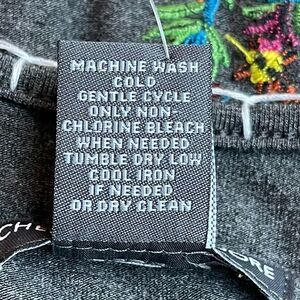 MACHINE WASH
COLD
GENTLE CYCLE
ONLY NON
CHLORINE BLEACH
WHEN NEEDED
TUMBLE DRY LOW
COOL IRON
IF NEEDED
OR DRY CLEAN